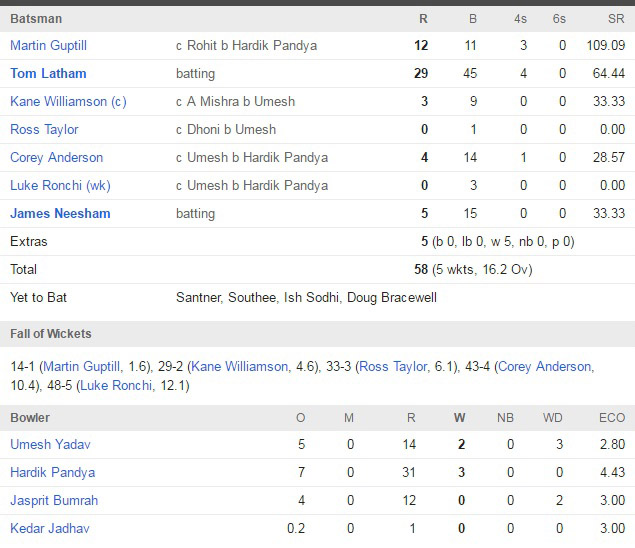 Batsman R B 4s 6s SR
Martin Guptill c Rohit b Hardik Pandya 12 11 3 0 109.09
Tom Latham batting 29 45 4 0 64.44
Kane Williamson (c) c A Mishra b Umesh 3 9 0 0 33.33
Ross Taylor c Dhoni b Umesh 0 1 0 0 0.00
Corey Anderson c Umesh b Hardik Pandya 4 14 1 0 28.57
Luke Ronchi (wk) c Umesh b Hardik Pandya 0 3 0 0 0.00
James Neesham batting 5 15 0 0 33.33
Extras 5 (b 0, lb 0, w 5, nb 0, p 0)
Total 58 (5 wkts, 16.2 Ov)
Yet to Bat Santner, Southee, Ish Sodhi, Doug Bracewell
Fall of Wickets
14-1 (Martin Guptill, 1.6), 29-2 (Kane Williamson, 4.6), 33-3 (Ross Taylor, 6.1), 43-4 (Corey Anderson,
10.4), 48-5 (Luke Ronchi, 12.1)
Bowler O M R W NB WD ECO
Umesh Yadav 5 0 14 2 0 3 2.80
Hardik Pandya 7 0 31 3 0 0 4.43
Jasprit Bumrah 4 0 12 0 0 2 3.00
Kedar Jadhav 0.2 0 1 0 0 0 3.00